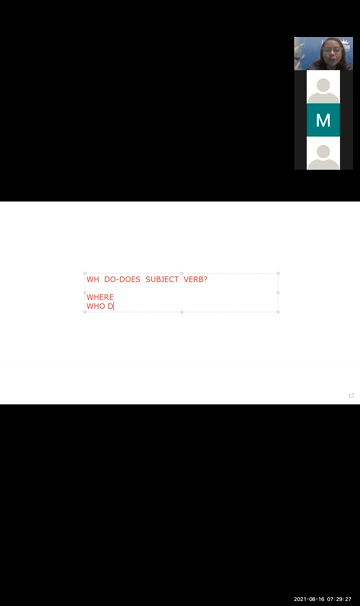 M
WH DO-DOES SUBJECT VERB?
WHERE
WHO D
2021-08-16 07:29:27